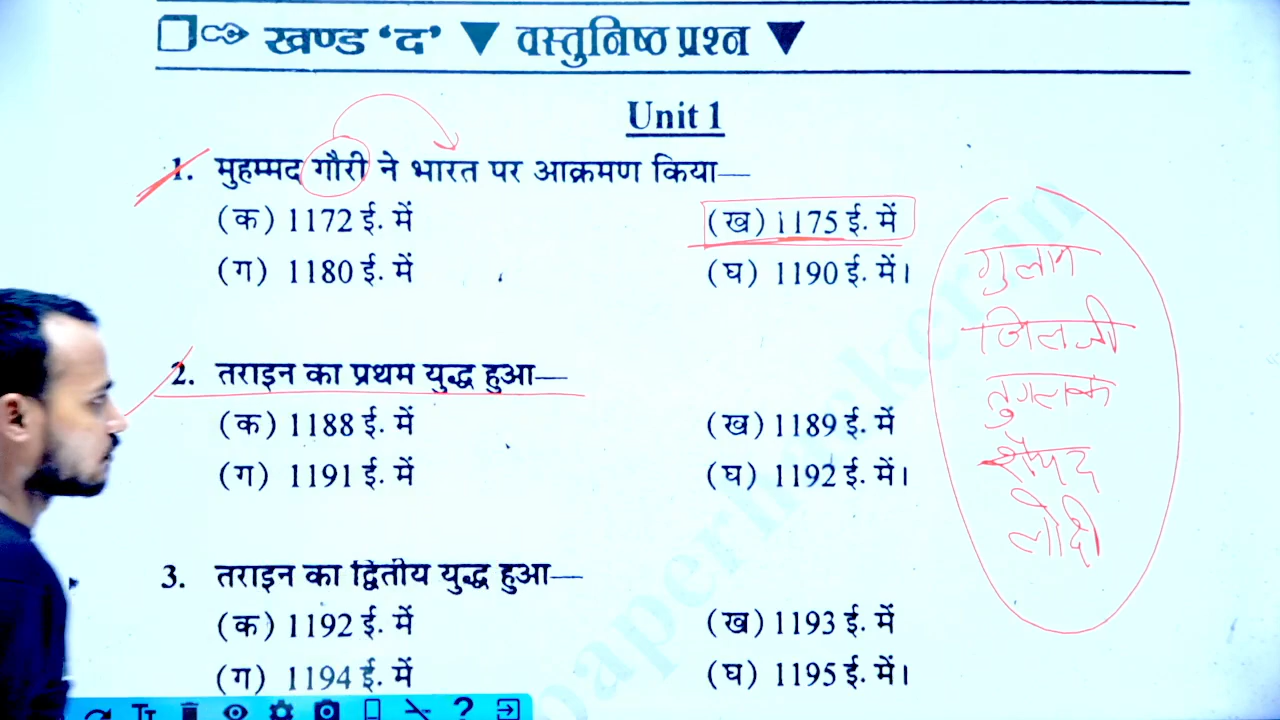 खण्ड ‘द’ ▼ वस्तुनिष्ठ प्रश्न ▼
Unit 1
1. मुहम्मद गौरी ने भारत पर आक्रमण किया—
(क) 1172 ई. में (ख) 1175 ई. में
(ग) 1180 ई. में (घ) 1190 ई. में।
2. तराइन का प्रथम युद्ध हुआ—
(क) 1188 ई. में (ख) 1189 ई. में
(ग) 1191 ई. में (घ) 1192 ई. में।
3. तराइन का द्वितीय युद्ध हुआ—
(क) 1192 ई. में (ख) 1193 ई. में
(ग) 1194 ई. में (घ) 1195 ई. में।
गुलाम
खिलजी
तुगलक
सैयद
लोदी